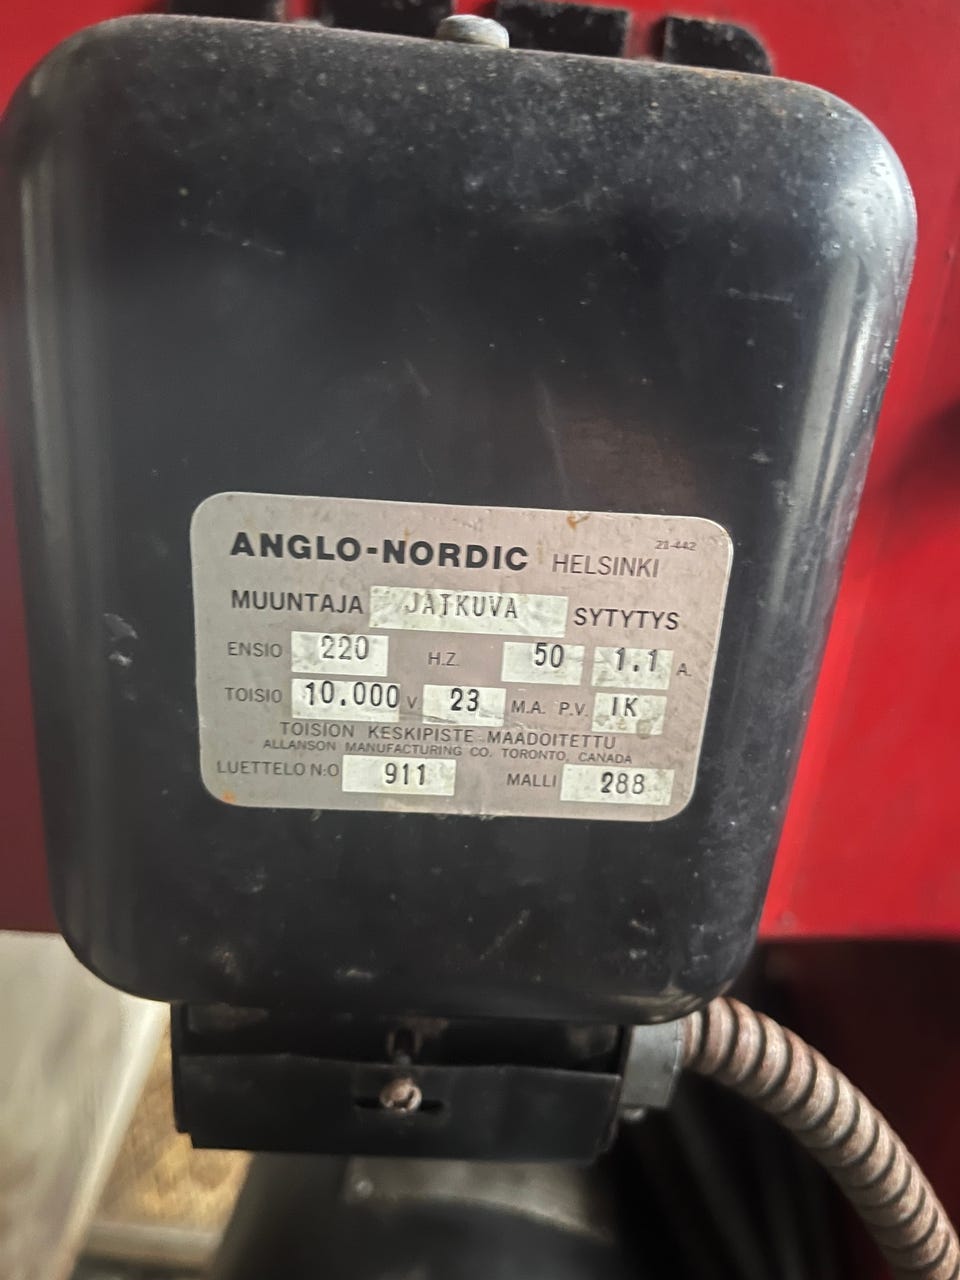 21-442
ANGLO-NORDIC HELSINKI
MUUNTAJA JATKUVA SYTYTYS
ENSIO 220 H.Z. 50 1.1 A.
TOISIO 10.000 V 23 M.A. P.V. IK
TOISION KESKIPISTE MAADOITETTU
ALLANSON MANUFACTURING CO. TORONTO, CANADA
LUETTELO N:O 911 MALLI 288